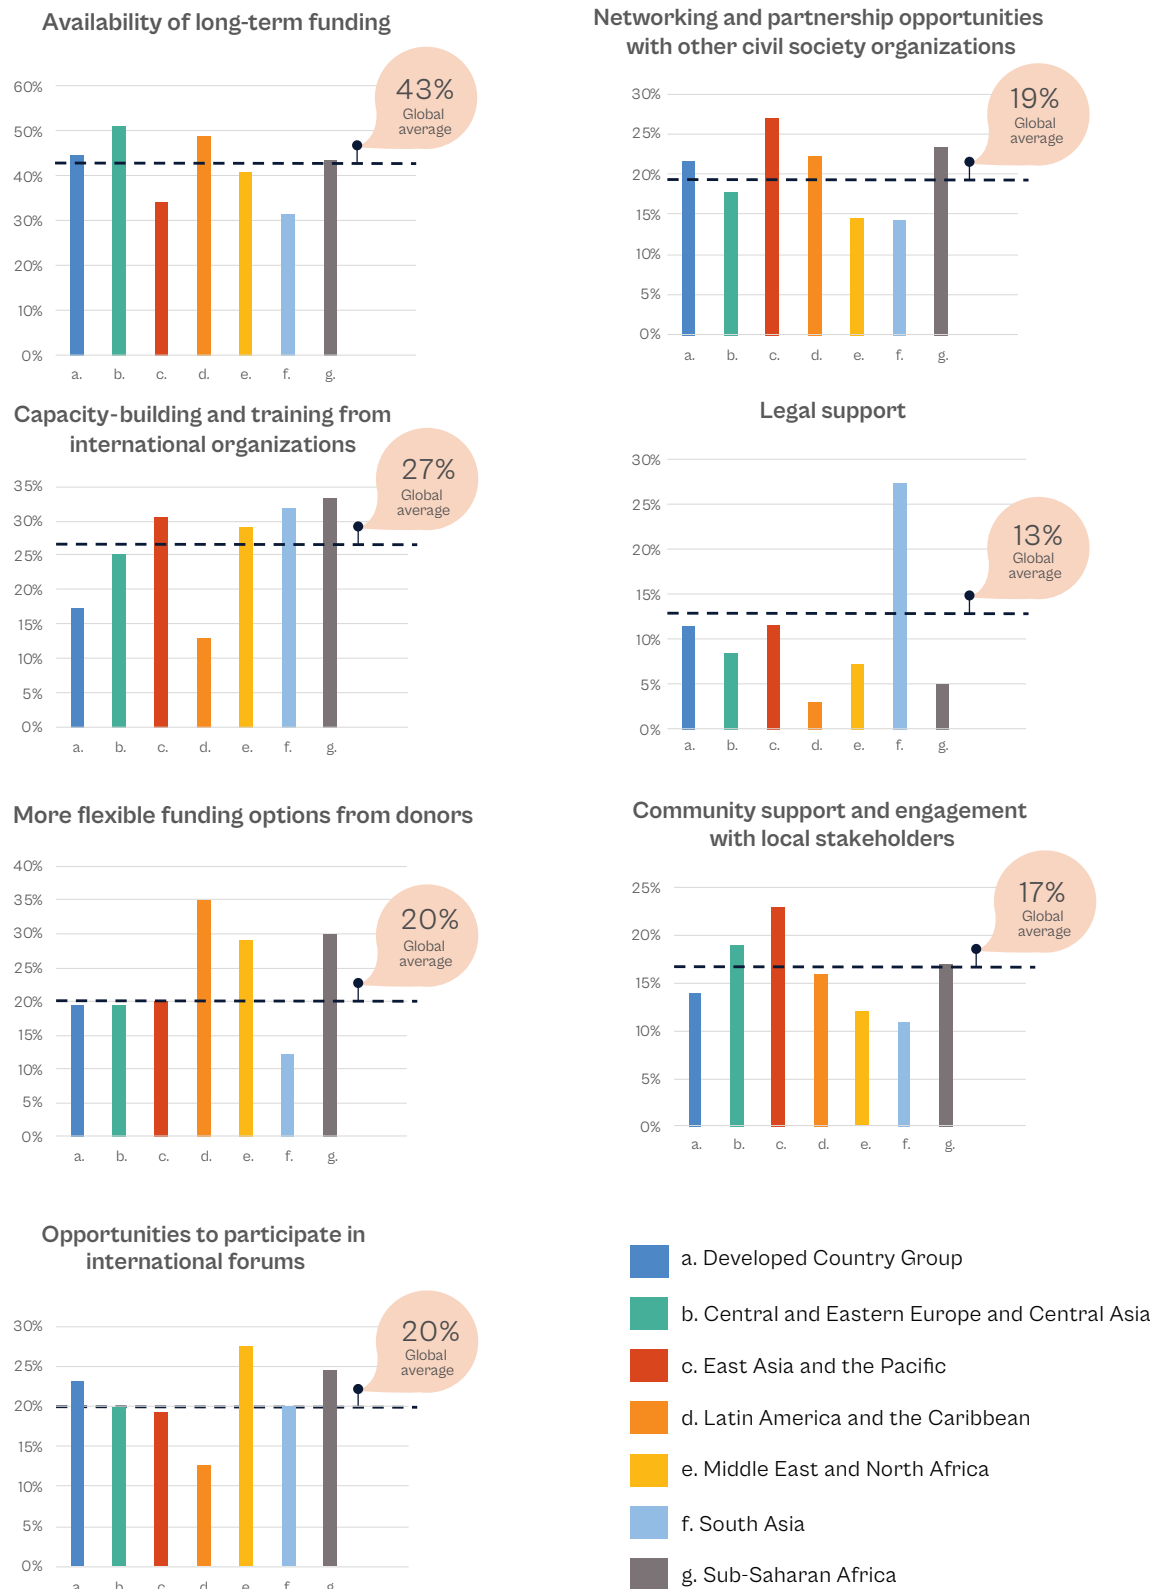 Availability of long-term funding
43%
Global
average
60%
50%
40%
30%
20%
10%
0%
a. b. c. d. e. f. g.
Networking and partnership opportunities
with other civil society organizations
19%
Global
average
30%
25%
20%
15%
10%
5%
0%
a. b. c. d. e. f. g.
Capacity-building and training from
international organizations
27%
Global
average
35%
30%
25%
20%
15%
10%
5%
0%
a. b. c. d. e. f. g.
Legal support
13%
Global
average
30%
25%
20%
15%
10%
5%
0%
a. b. c. d. e. f. g.
More flexible funding options from donors
20%
Global
average
40%
35%
30%
25%
20%
15%
10%
5%
0%
a. b. c. d. e. f. g.
Community support and engagement
with local stakeholders
17%
Global
average
25%
20%
15%
10%
5%
0%
a. b. c. d. e. f. g.
Opportunities to participate in
international forums
20%
Global
average
30%
25%
20%
15%
10%
5%
0%
a. b. c. d. e. f. g.
a. Developed Country Group
b. Central and Eastern Europe and Central Asia
c. East Asia and the Pacific
d. Latin America and the Caribbean
e. Middle East and North Africa
f. South Asia
g. Sub-Saharan Africa